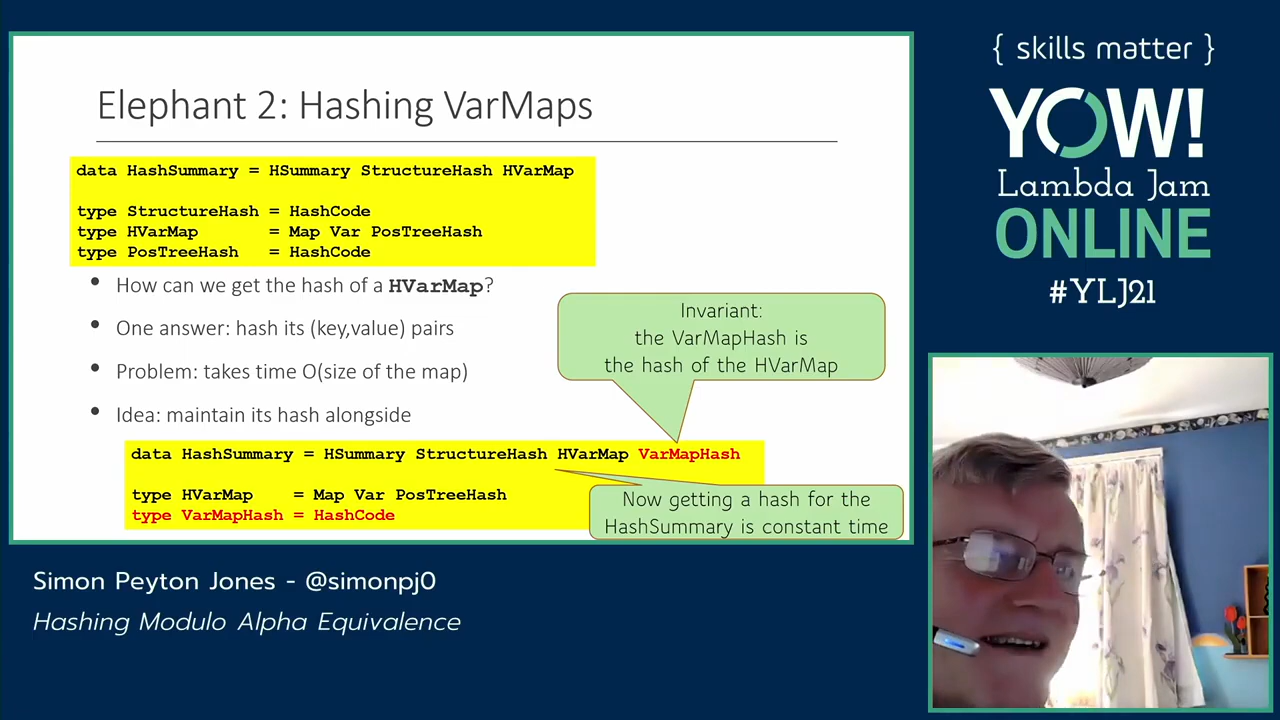 Elephant 2: Hashing VarMaps
data HashSummary = HSummary StructureHash HVarMap
type StructureHash = HashCode
type HVarMap = Map Var PosTreeHash
type PosTreeHash = HashCode
• How can we get the hash of a HVarMap?
• One answer: hash its (key,value) pairs
• Problem: takes time O(size of the map)
• Idea: maintain its hash alongside
Invariant:
the VarMapHash is
the hash of the HVarMap
data HashSummary = HSummary StructureHash HVarMap VarMapHash
type HVarMap = Map Var PosTreeHash
type VarMapHash = HashCode
Now getting a hash for the
HashSummary is constant time
{ skills matter }
YOW!
Lambda Jam
ONLINE
#YLJ21
Simon Peyton Jones - @simonpj0
Hashing Modulo Alpha Equivalence